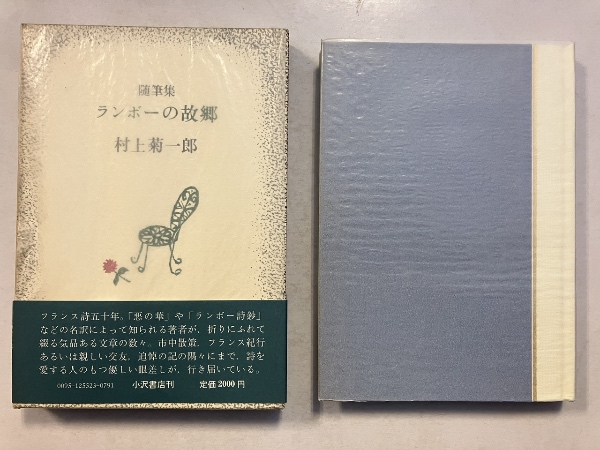 随筆集
ランボーの故郷
村上菊一郎
フランス詩五十年。「悪の華」や「ランボー詩鈔」
などの名訳によって知られる著者が、折りにふれて
綴る気品ある文章の数々。市中散策、フランス紀行
あるいは親しい交友、追悼の記の隅々にまで、詩を
愛する人のもつ優しい眼差しが、行き届いている。
0095-125523-0791 小沢書店刊 定価2000円